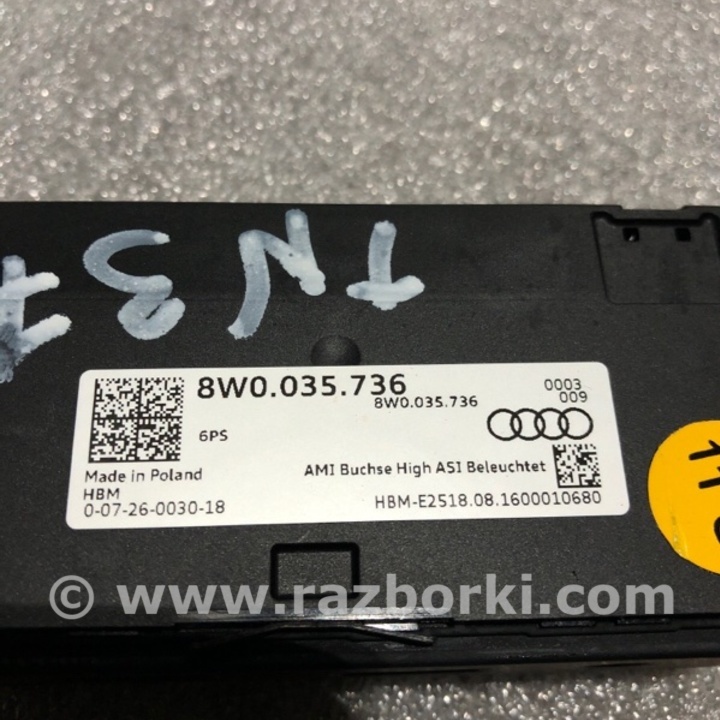 8W0.035.736
8W0.035.736
0003
009
6PS
AMI Buchse High ASI Beleuchtet
Made in Poland
HBM
0-07-26-0030-18
HBM-E2518.08.1600010680
© www.razborki.com